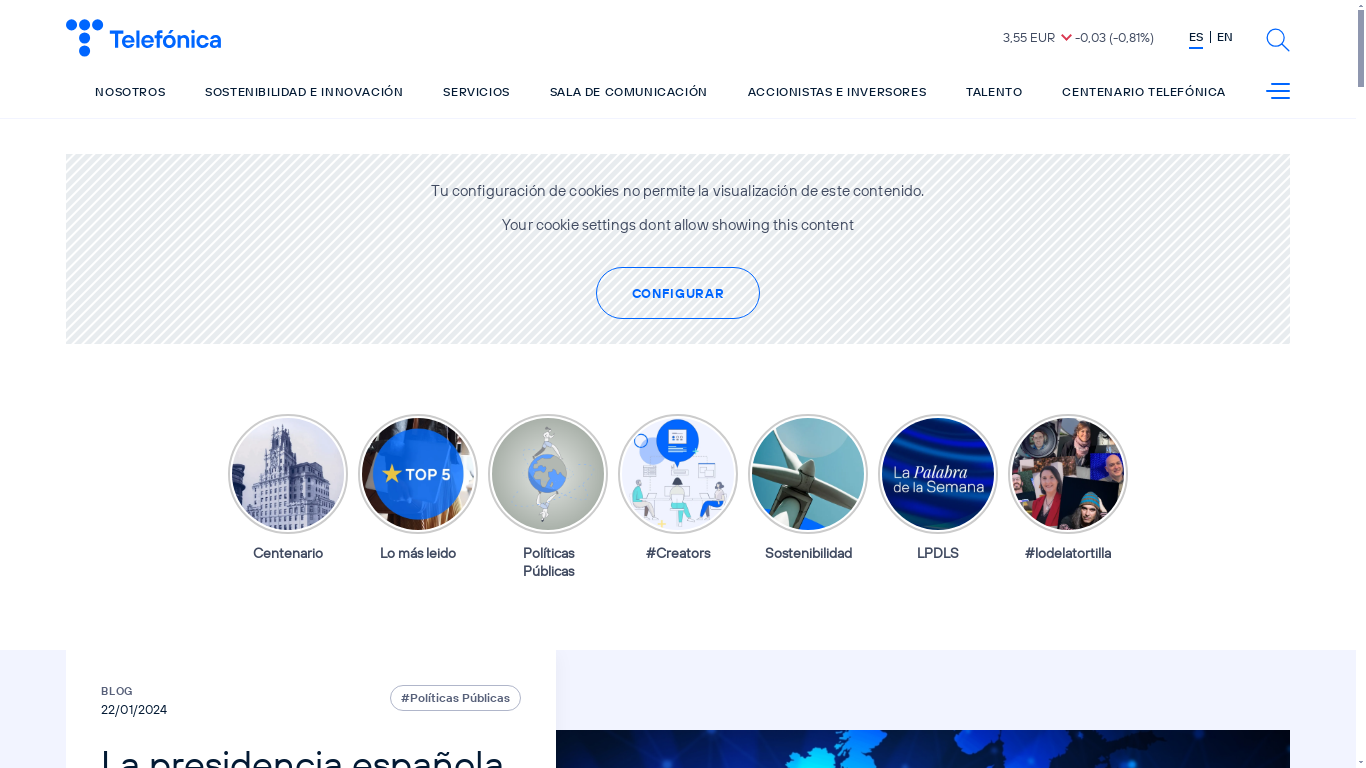 Telefónica
3,55 EUR -0,03 (-0,81%)
ES | EN
NOSOTROS SOSTENIBILIDAD E INNOVACIÓN SERVICIOS SALA DE COMUNICACIÓN ACCIONISTAS E INVERSORES TALENTO CENTENARIO TELEFÓNICA
Tu configuración de cookies no permite la visualización de este contenido.
Your cookie settings dont allow showing this content
CONFIGURAR
TOP 5
La Palabra
de la Semana
Centenario
Lo más leido
Políticas
Públicas
#Creators
Sostenibilidad
LPDLS
#lodelatortilla
BLOG
22/01/2024
#Políticas Públicas
La presidencia española